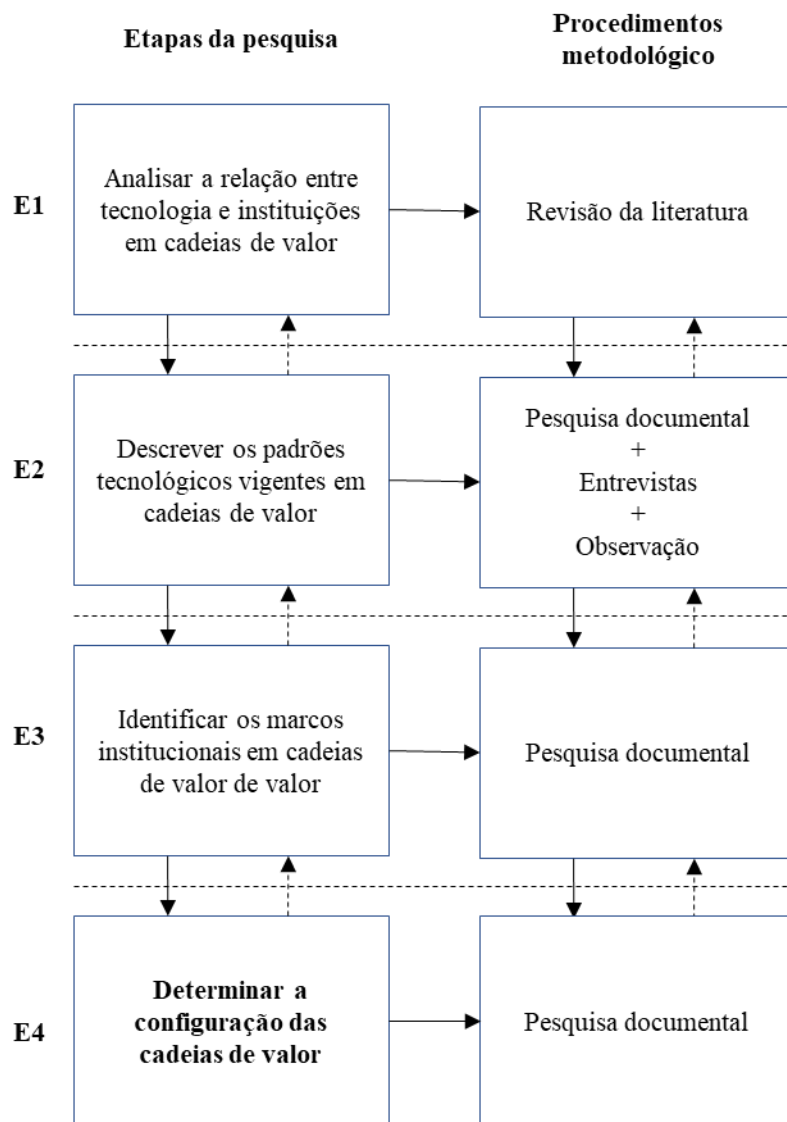 Etapas da pesquisa
Procedimentos
metodológico
E1
Analisar a relação entre
tecnologia e instituições
em cadeias de valor
Revisão da literatura
E2
Descrever os padrões
tecnológicos vigentes em
cadeias de valor
Pesquisa documental
+
Entrevistas
+
Observação
E3
Identificar os marcos
institucionais em cadeias
de valor de valor
Pesquisa documental
E4
Determinar a
configuração das
cadeias de valor
Pesquisa documental